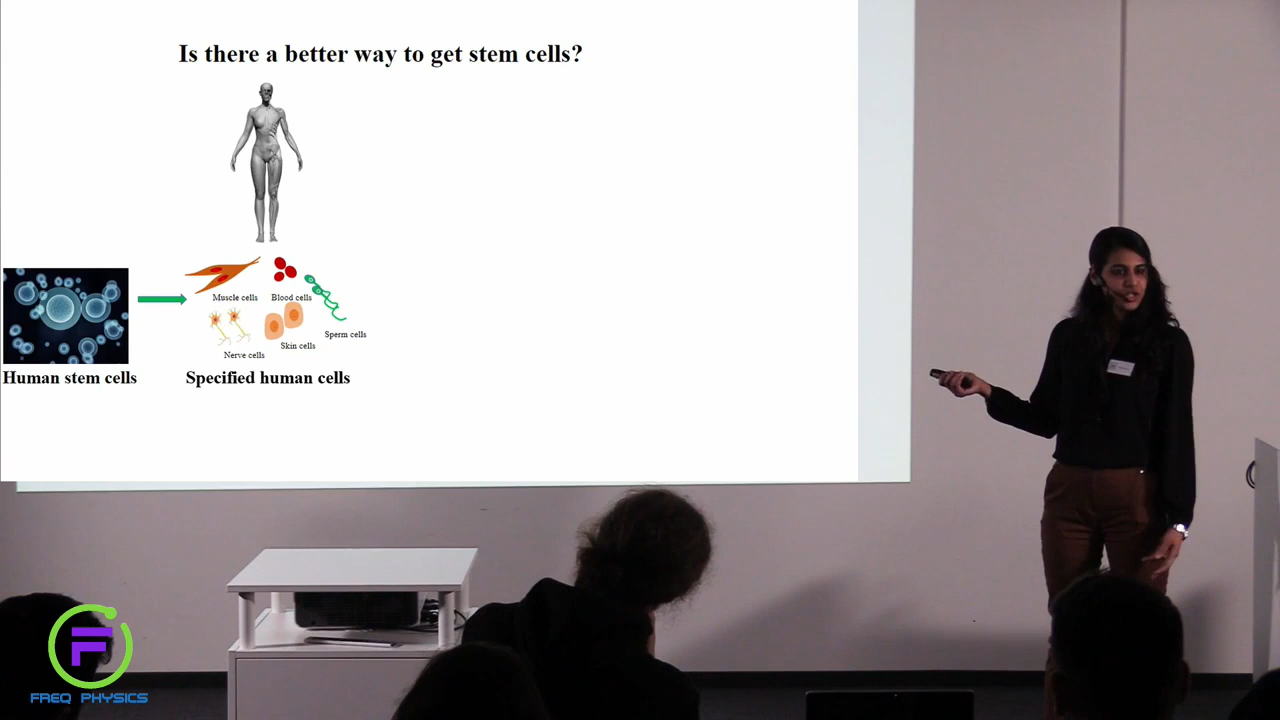 Is there a better way to get stem cells?
Muscle cells
Blood cells
Sperm cells
Skin cells
Nerve cells
Human stem cells
Specified human cells
F
FREQ PHYSICS